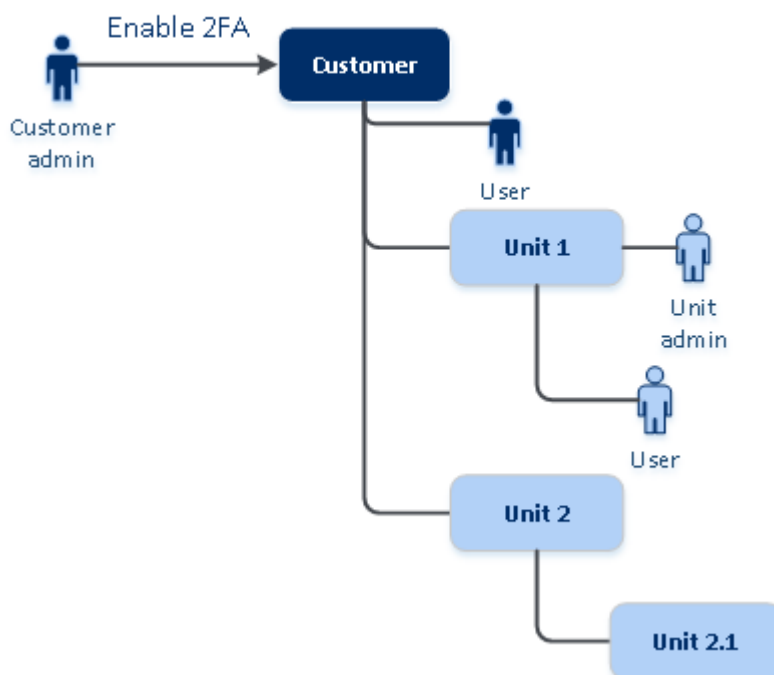 Enable 2FA
Customer
Customer
admin
User
Unit 1
Unit
admin
User
Unit 2
Unit 2.1